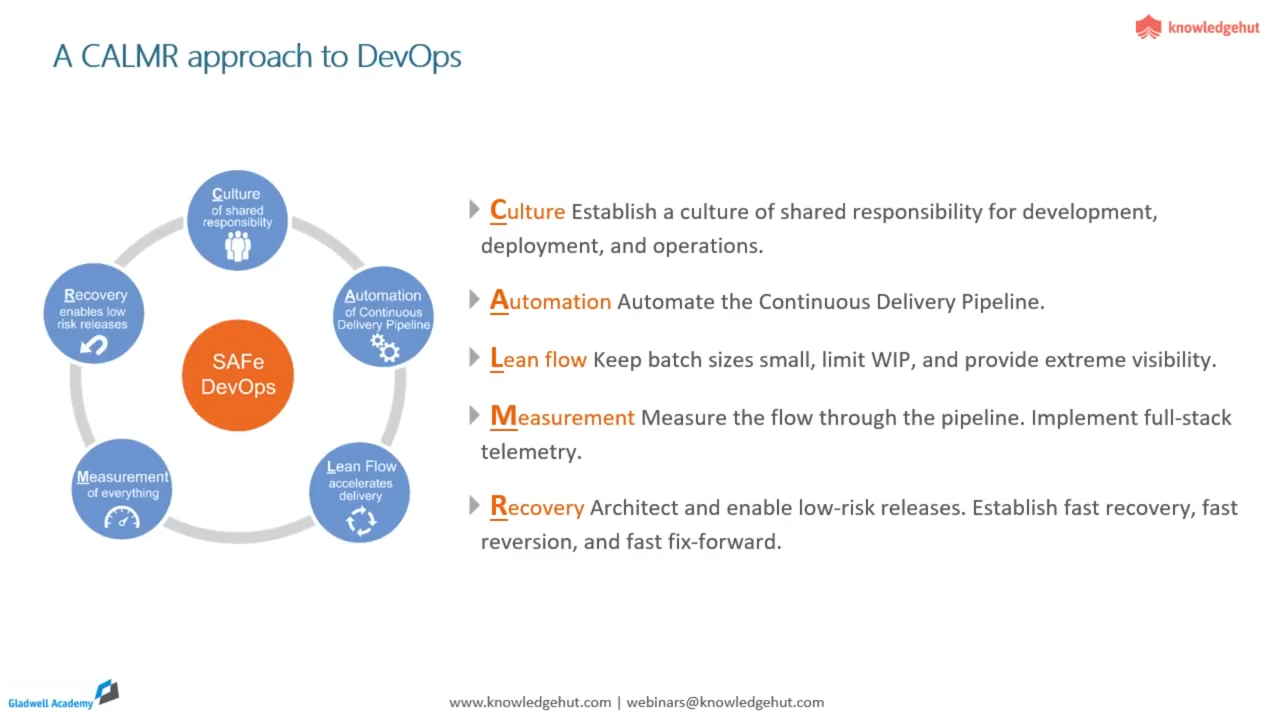 knowledgehut
A CALMR approach to DevOps
Culture
of shared
responsiblity
Automation
of Continuous
Delivery Pipeline
Lean Flow
accelerates
delivery
Measurement
of everything
Recovery
enables low
risk releases
SAFe
DevOps
Culture Establish a culture of shared responsibility for development,
deployment, and operations.
Automation Automate the Continuous Delivery Pipeline.
Lean flow Keep batch sizes small, limit WIP, and provide extreme visibility.
Measurement Measure the flow through the pipeline. Implement full-stack
telemetry.
Recovery Architect and enable low-risk releases. Establish fast recovery, fast
reversion, and fast fix-forward.
Gladwell Academy
www.knowledgehut.com | webinars@knowledgehut.com